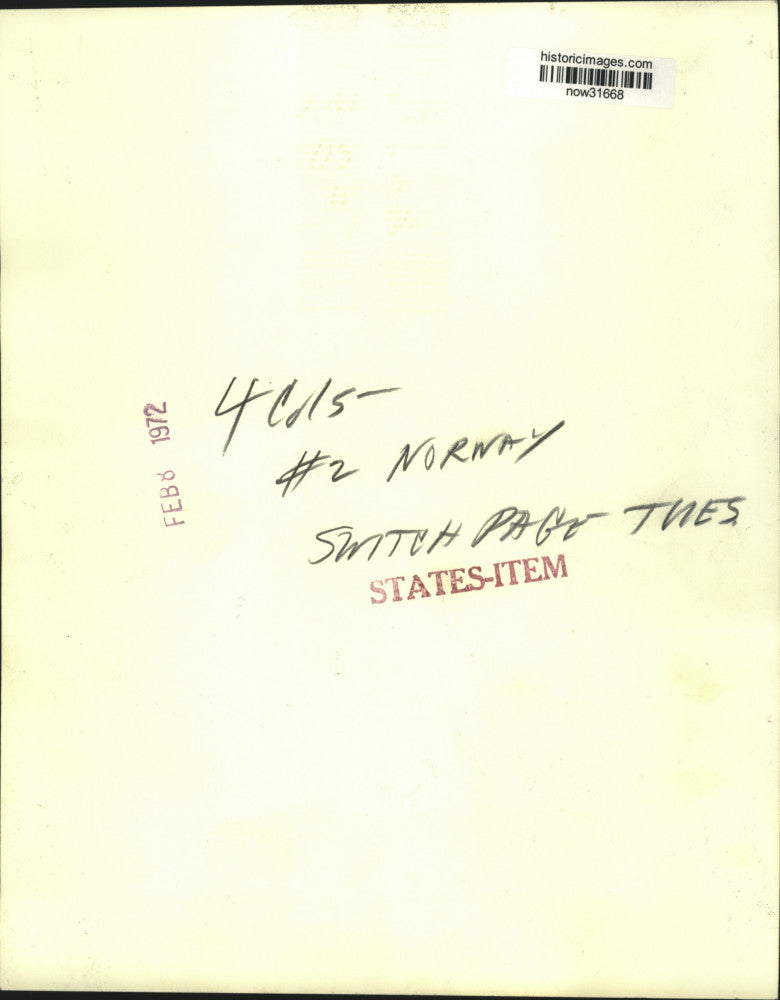 historicimages.com
now31668
4 Cols-
#2 NORWAY
SWITCH PAGE TUES
STATES-ITEM
FEB 8 1972